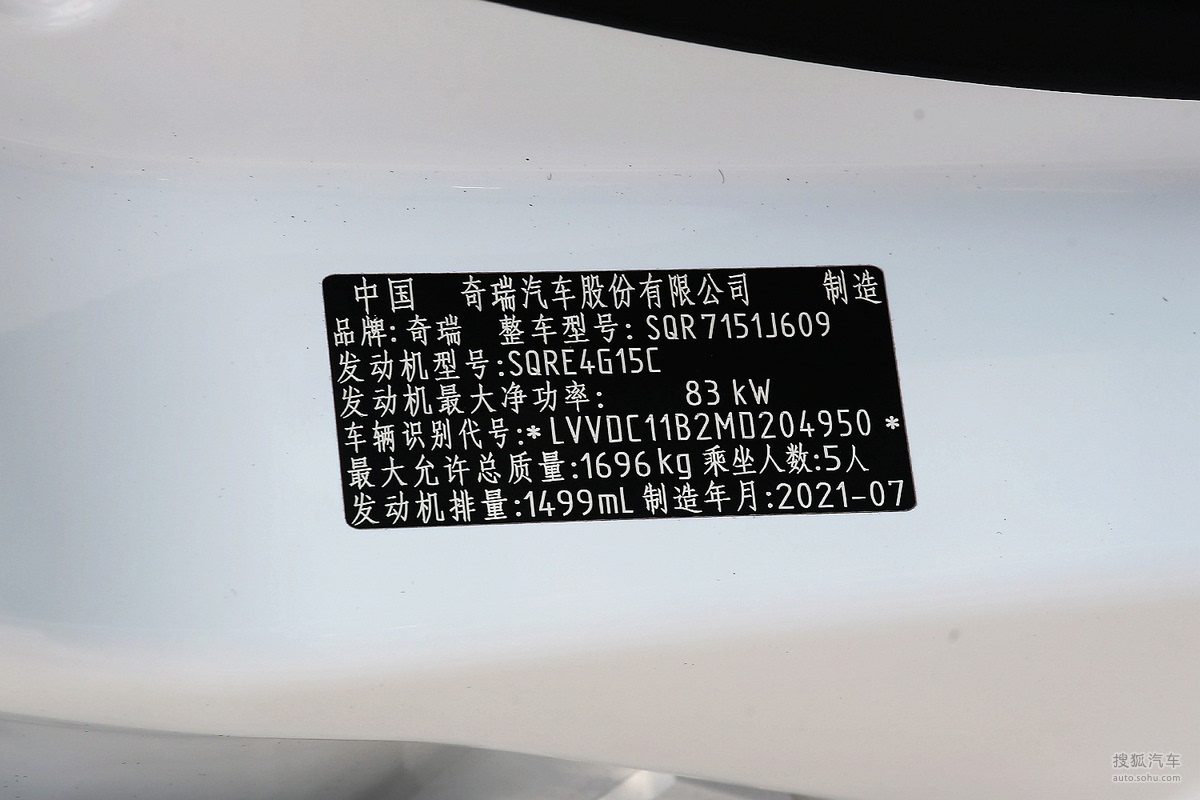 中国 奇瑞汽车股份有限公司 制造
品牌:奇瑞 整车型号:SQR7151J609
发动机型号:SQRE4G15C
发动机最大净功率: 83 kW
车辆识别代号:*LVVDC11B2MD204950*
最大允许总质量:1696kg 乘坐人数:5人
发动机排量:1499mL 制造年月:2021-07
搜狐汽车
auto.sohu.com